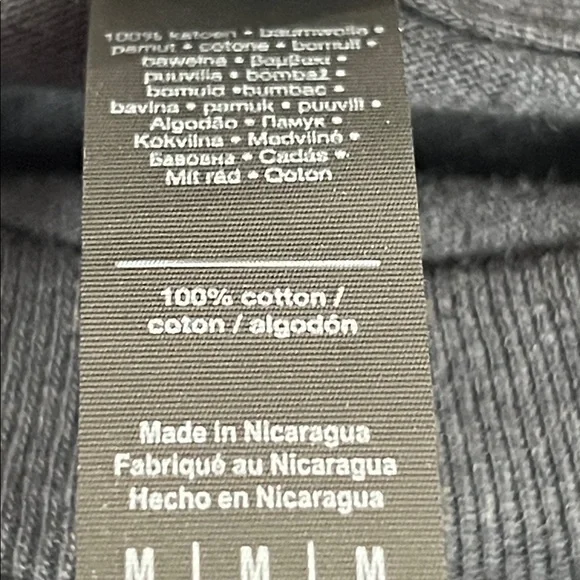 100% katoen • baumwolle •
pamut • cotone • bomull •
bawełna • βαμβακι •
puuvilla • bombaž •
bomuld •bumbac •
bavlna • pamuk • puuvill •
Algodão • Памук •
Kokvilna • Medvilnė •
Бавовна • Cadás •
Mit rëd • Qoton
100% cotton /
coton / algodón
Made in Nicaragua
Fabriqué au Nicaragua
Hecho en Nicaragua
M | M | M